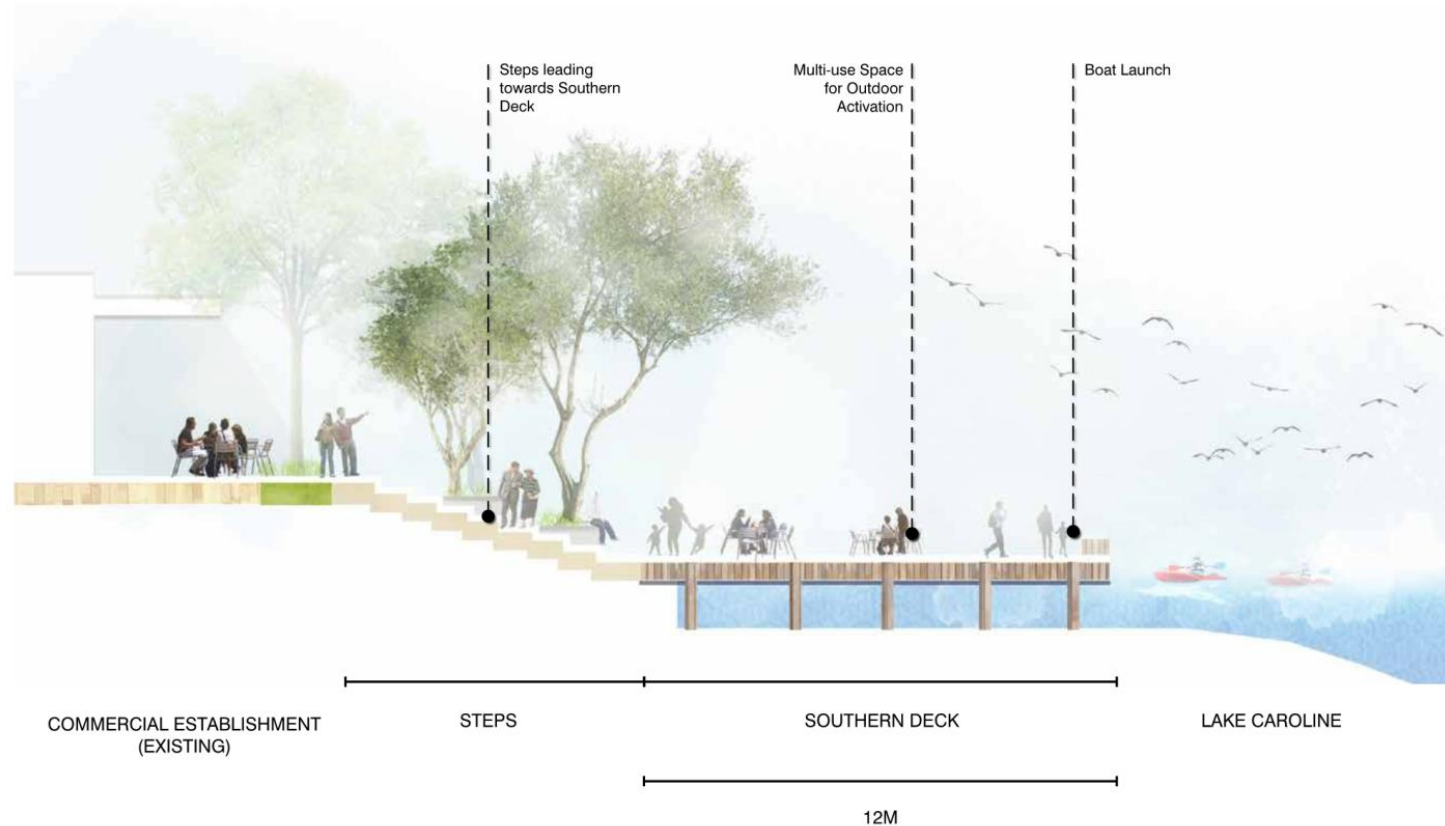 Steps leading
towards Southern
Deck
Multi-use Space
for Outdoor
Activation
Boat Launch
COMMERCIAL ESTABLISHMENT
(EXISTING)
STEPS
SOUTHERN DECK
LAKE CAROLINE
12M